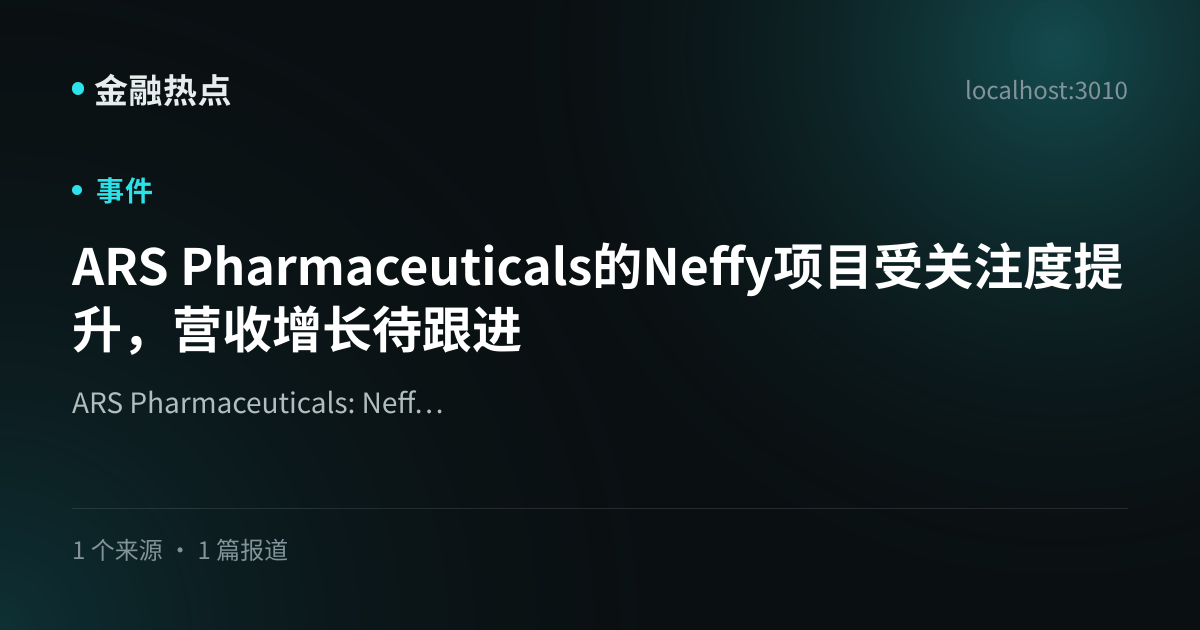 金融热点
localhost:3010
事件
ARS Pharmaceuticals的Neffy项目受关注度提
升，营收增长待跟进
ARS Pharmaceuticals: Neff…
1 个来源 • 1 篇报道